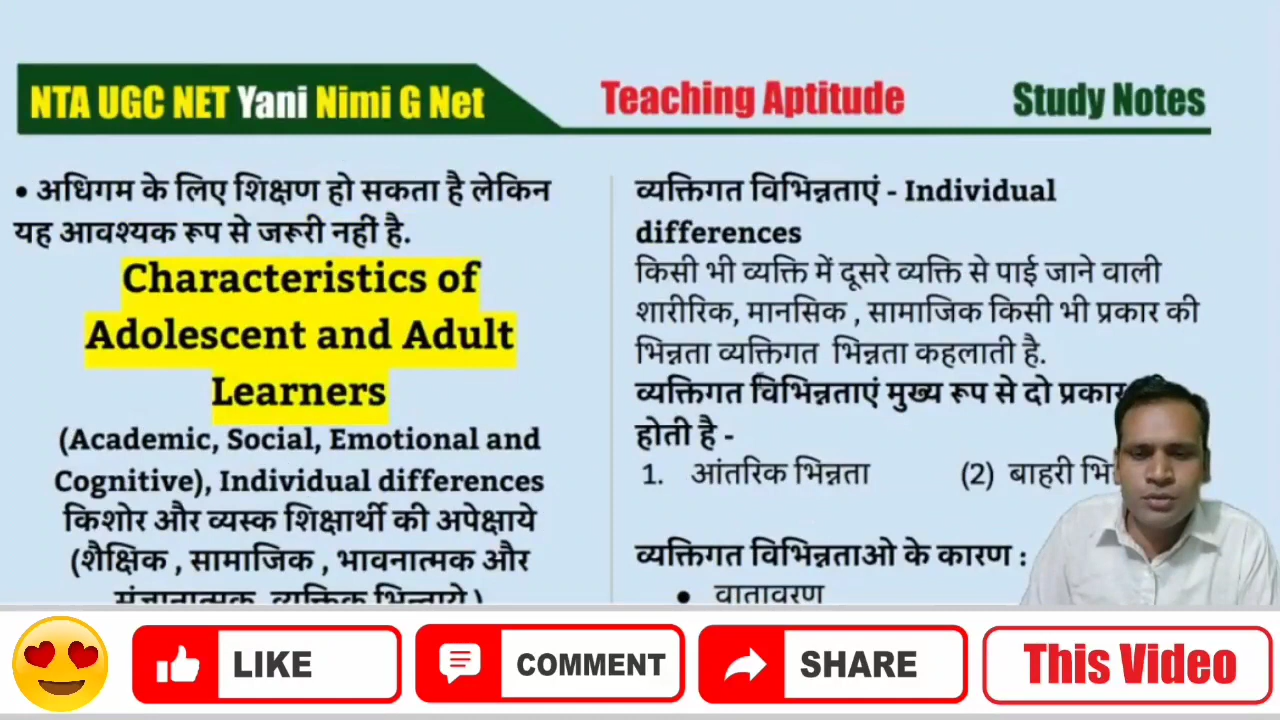 NTA UGC NET Yani Nimi G Net
Teaching Aptitude
Study Notes
• अधिगम के लिए शिक्षण हो सकता है लेकिन
यह आवश्यक रूप से जरूरी नहीं है.
Characteristics of
Adolescent and Adult
Learners
(Academic, Social, Emotional and
Cognitive), Individual differences
किशोर और व्यस्क शिक्षार्थी की अपेक्षाये
(शैक्षिक , सामाजिक , भावनात्मक और
व्यक्तिगत विभिन्नताएं - Individual
differences
किसी भी व्यक्ति में दूसरे व्यक्ति से पाई जाने वाली
शारीरिक, मानसिक , सामाजिक किसी भी प्रकार की
भिन्नता व्यक्तिगत भिन्नता कहलाती है.
व्यक्तिगत विभिन्नताएं मुख्य रूप से दो प्रकार
होती है -
1. आंतरिक भिन्नता (2) बाहरी
व्यक्तिगत विभिन्नताओ के कारण :
• वातावरण
LIKE
COMMENT
SHARE
This Video